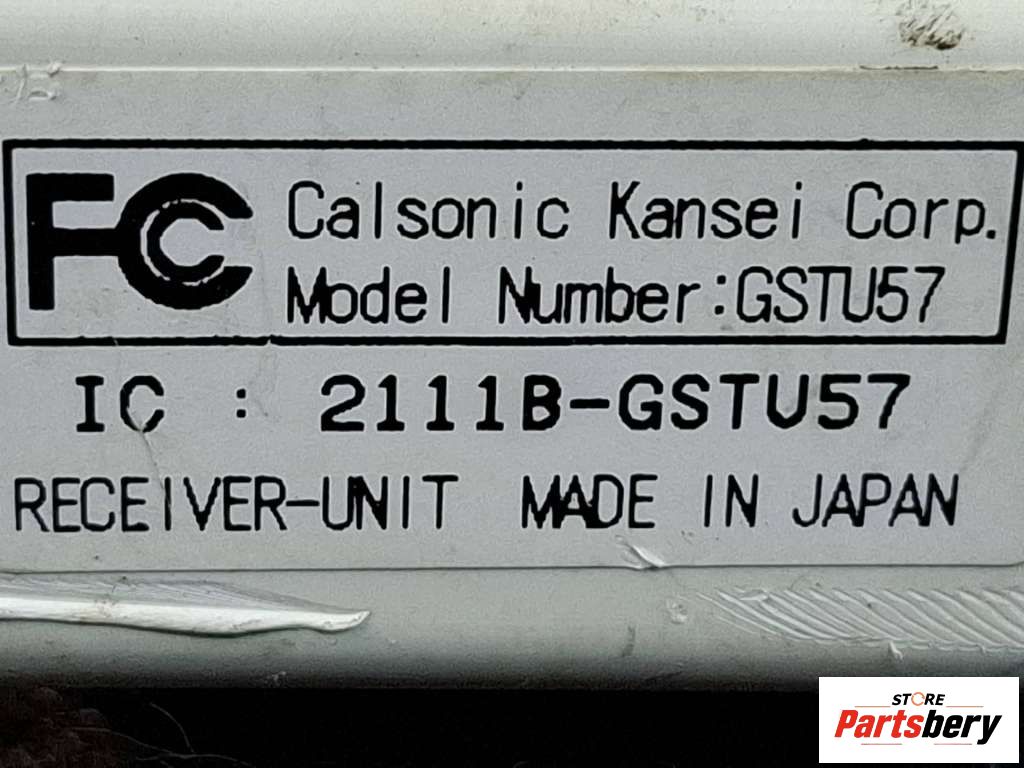 FC Calsonic Kansei Corp.
Model Number:GSTU57
IC : 2111B-GSTU57
RECEIVER-UNIT MADE IN JAPAN
STORE
Partsbery